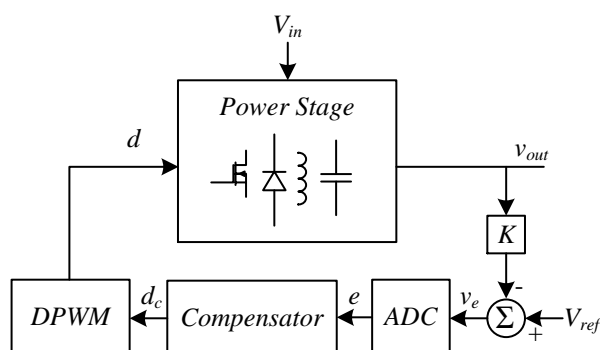 V_in
Power Stage
d
v_out
K
-
d_c
e
v_e
DPWM
Compensator
ADC
Σ
+
V_ref